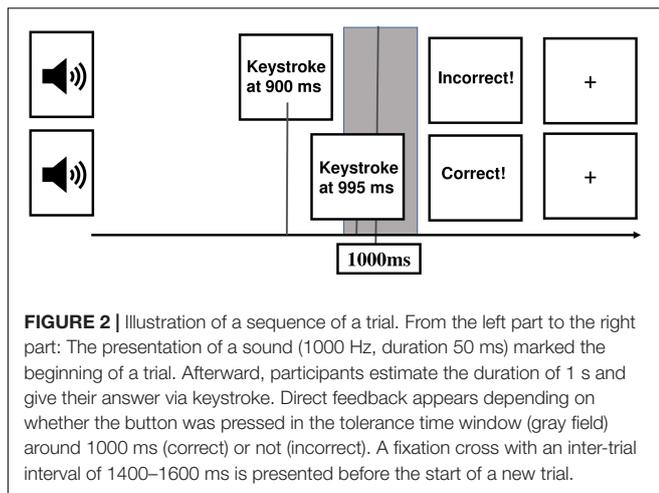 Keystroke
at 900 ms
Incorrect!
+
Keystroke
at 995 ms
Correct!
+
1000ms
FIGURE 2 | Illustration of a sequence of a trial. From the left part to the right
part: The presentation of a sound (1000 Hz, duration 50 ms) marked the
beginning of a trial. Afterward, participants estimate the duration of 1 s and
give their answer via keystroke. Direct feedback appears depending on
whether the button was pressed in the tolerance time window (gray field)
around 1000 ms (correct) or not (incorrect). A fixation cross with an inter-trial
interval of 1400–1600 ms is presented before the start of a new trial.